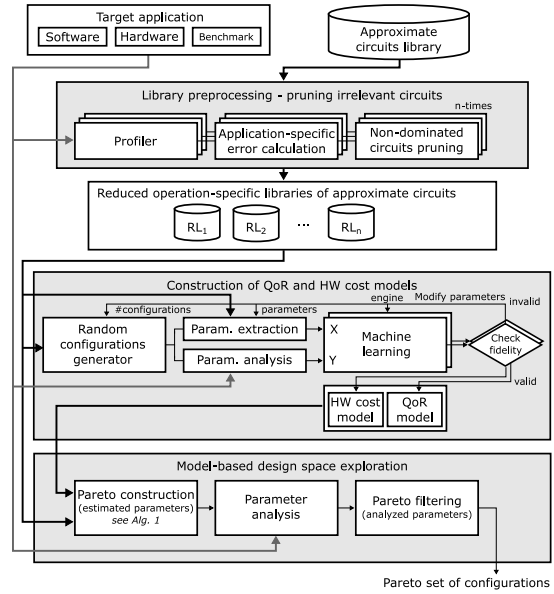 Target application
Software
Hardware
Benchmark
Approximate
circuits library
Library preprocessing - pruning irrelevant circuits
n-times
Profiler
Application-specific
error calculation
Non-dominated
circuits pruning
Reduced operation-specific libraries of approximate circuits
RL1
RL2
...
RLn
Construction of QoR and HW cost models
#configurations
parameters
engine
Modify parameters
invalid
Random
configurations
generator
Param. extraction
Param. analysis
X
Y
Machine
learning
Check
fidelity
valid
HW cost
model
QoR
model
Model-based design space exploration
Pareto construction
(estimated parameters)
see Alg. 1
Parameter
analysis
Pareto filtering
(analyzed parameters)
Pareto set of configurations